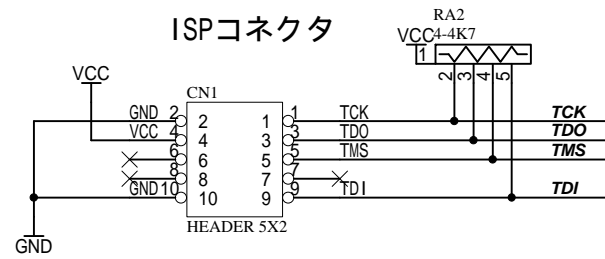 ISPコネクタ
RA2
4-4K7
VCC
1
2
3
4
5
VCC
CN1
GND 2 2 1 1 TCK TCK
VCC 4 4 3 3 TDO TDO
6 6 5 5 TMS TMS
8 8 7 7
GND 10 10 9 9 TDI TDI
HEADER 5X2
GND